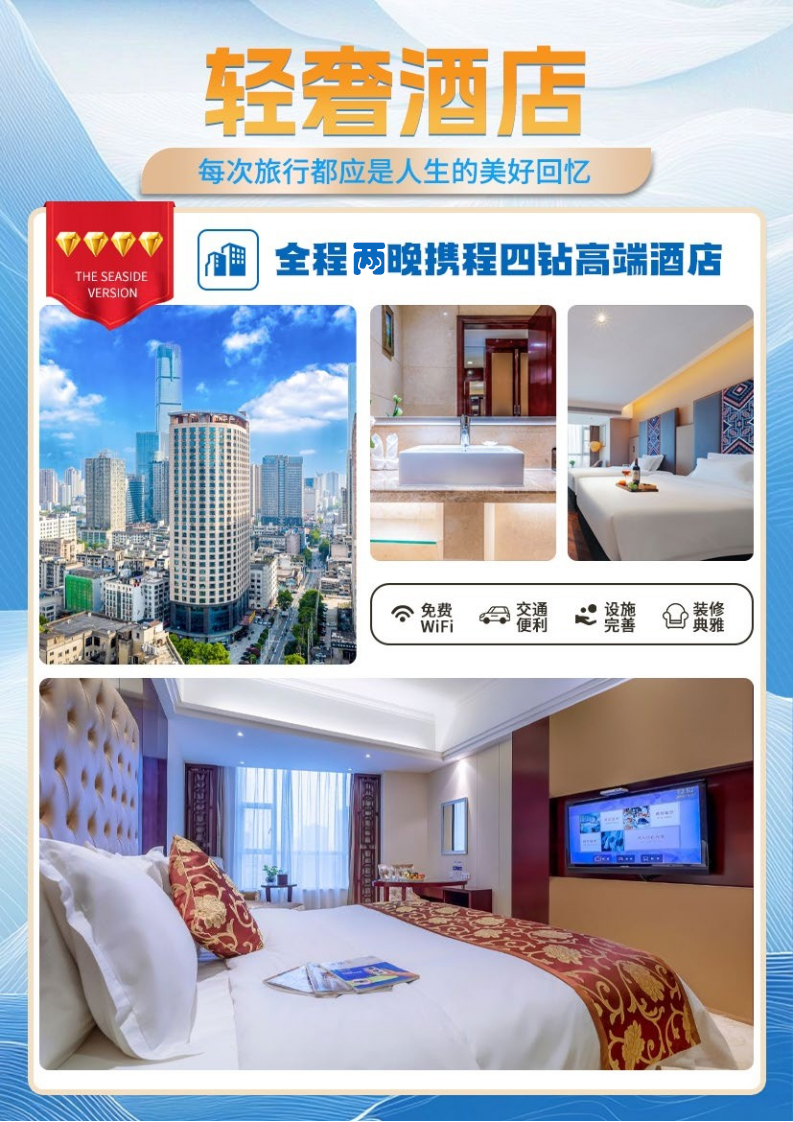 轻奢酒店
每次旅行都应是人生的美好回忆
THE SEASIDE
VERSION
全程两晚携程四钻高端酒店
免费
WiFi
交通
便利
设施
完善
装修
典雅